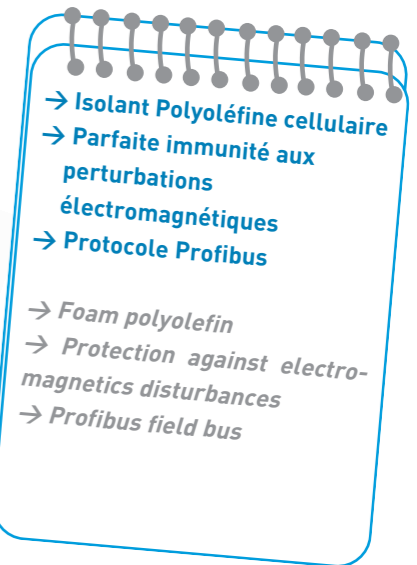 → Isolant Polyoléfine cellulaire
→ Parfaite immunité aux
perturbations
électromagnétiques
→ Protocole Profibus
→ Foam polyolefin
→ Protection against electro-
magnetics disturbances
→ Profibus field bus